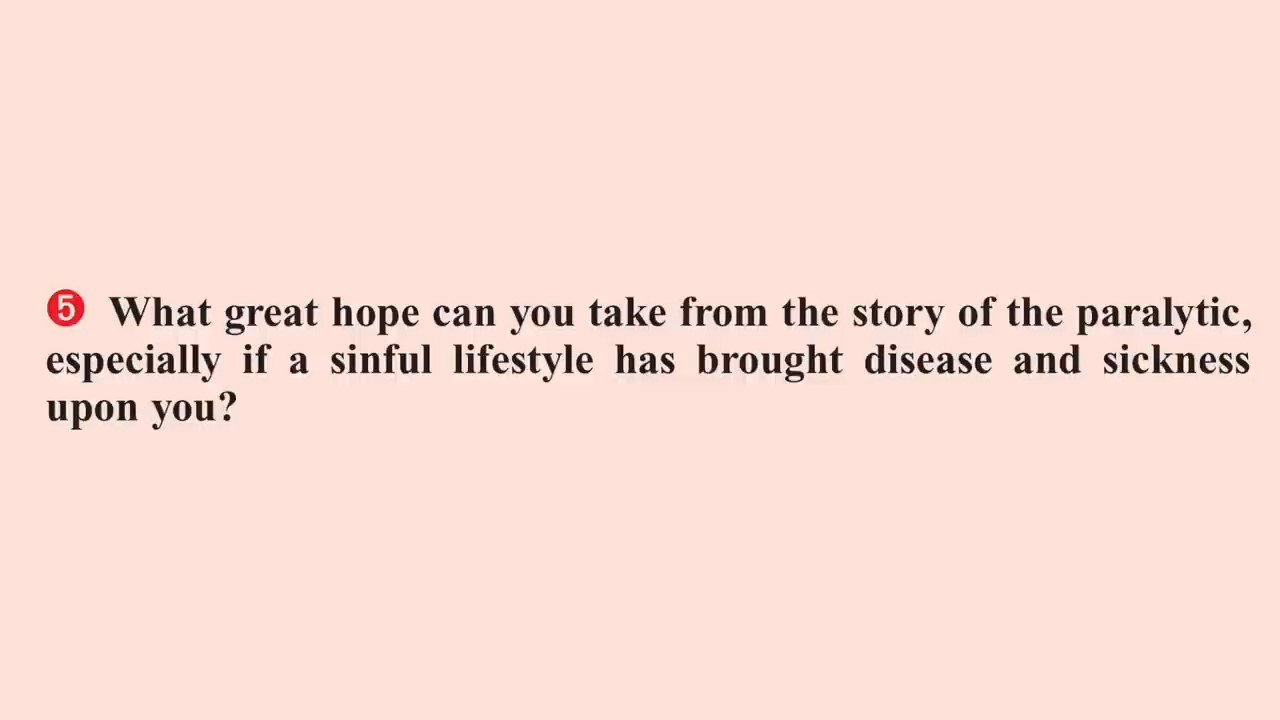 ❺ What great hope can you take from the story of the paralytic,
especially if a sinful lifestyle has brought disease and sickness
upon you?